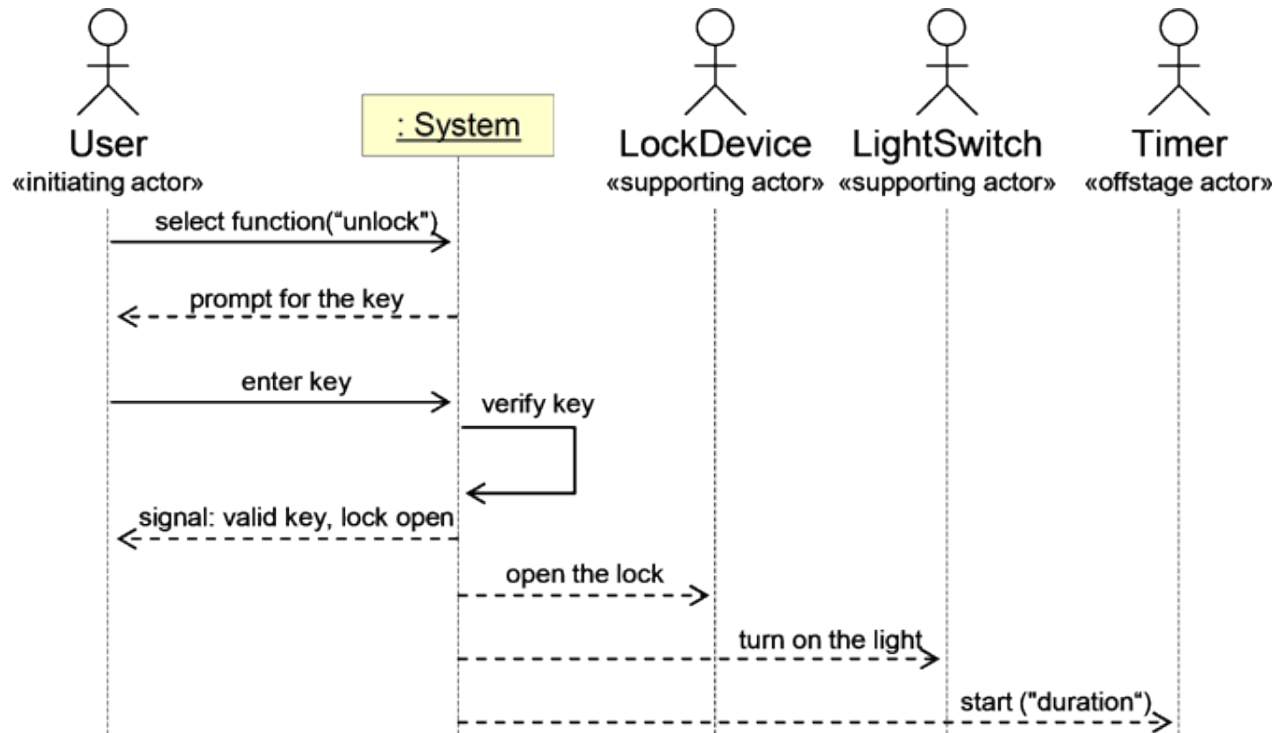 User
«initiating actor»
: System
LockDevice
«supporting actor»
LightSwitch
«supporting actor»
Timer
«offstage actor»
select function(“unlock")
prompt for the key
enter key
verify key
signal: valid key, lock open
open the lock
turn on the light
start ("duration“)